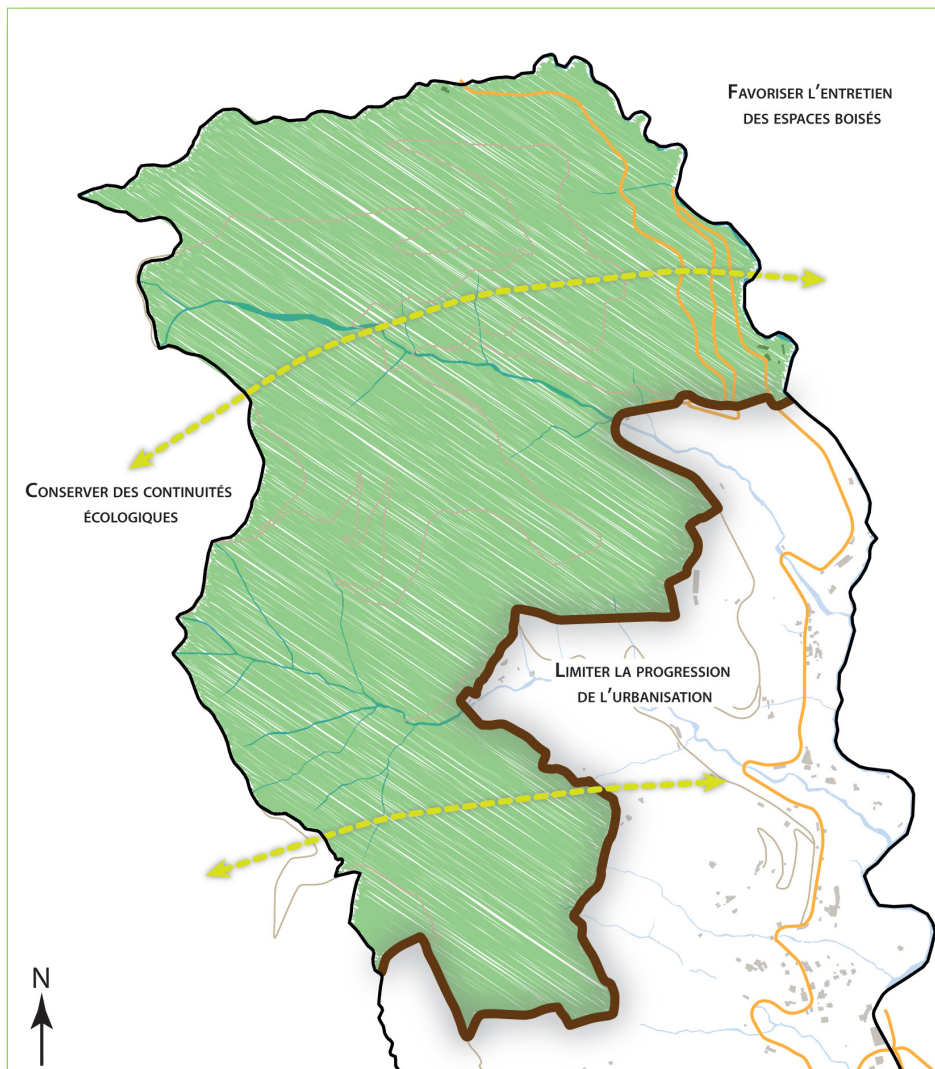 Favoriser l'entretien
des espaces boisés
Conserver des continuités
écologiques
Limiter la progression
de l'urbanisation
N